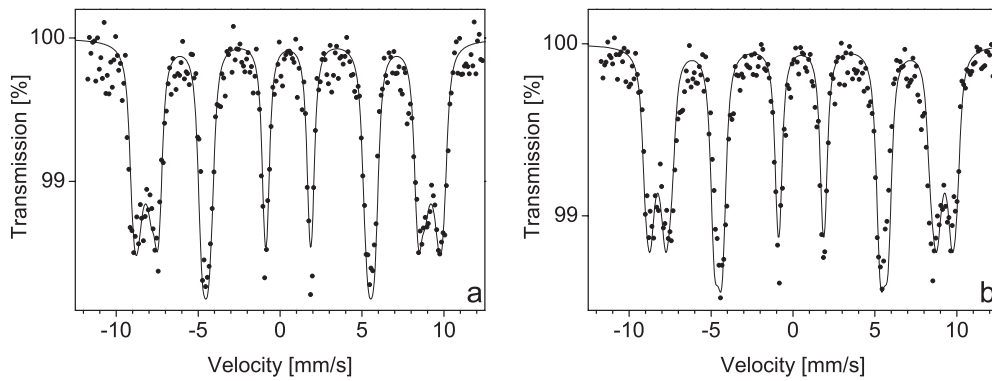 100
99
Transmission [%]
-10 -5 0 5 10
Velocity [mm/s]
a
100
99
Transmission [%]
-10 -5 0 5 10
Velocity [mm/s]
b